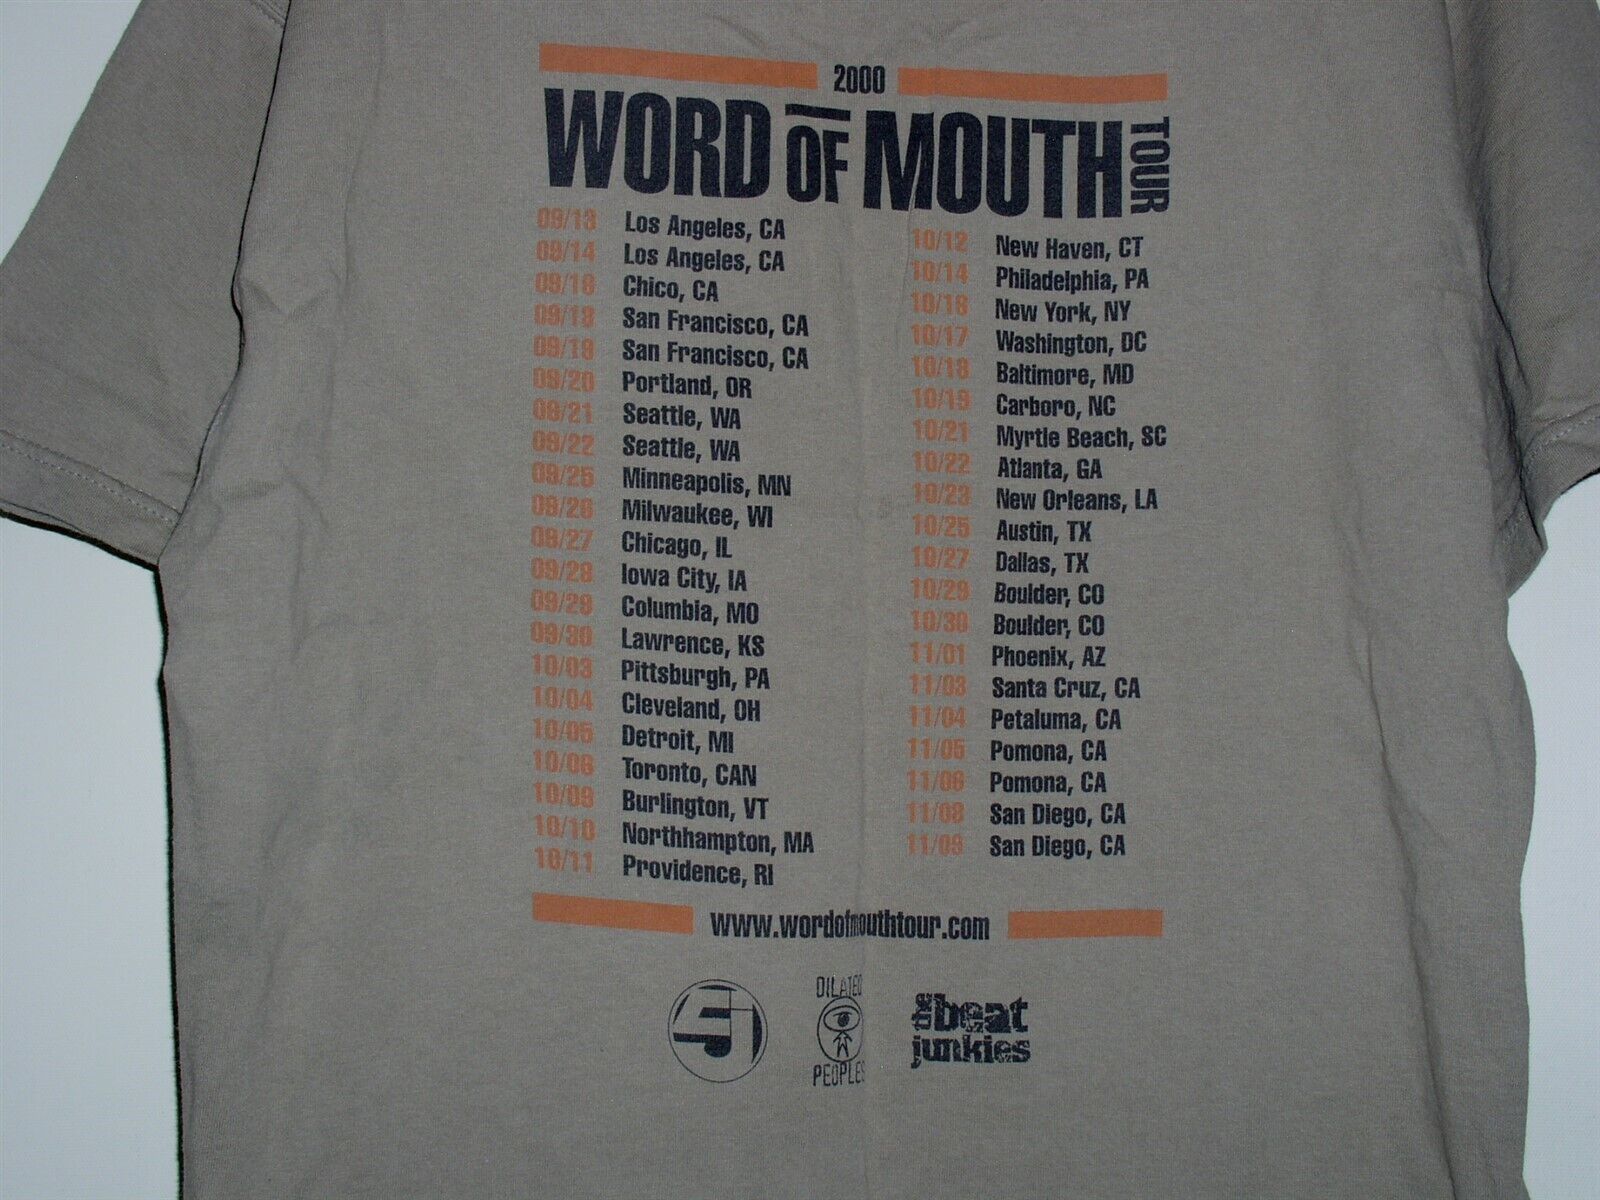 2000
WORD OF MOUTH TOUR
09/13 Los Angeles, CA
09/14 Los Angeles, CA
09/16 Chico, CA
San Francisco, CA
San Francisco, CA
09/20 Portland, OR
09/21 Seattle, WA
09/22 Seattle, WA
09/25 Minneapolis, MN
09/26 Milwaukee, WI
09/27 Chicago, IL
09/28 Iowa City, IA
09/29 Columbia, MO
09/30 Lawrence, KS
10/03 Pittsburgh, PA
10/04 Cleveland, OH
10/05 Detroit, MI
10/06 Toronto, CAN
10/09 Burlington, VT
10/10 Northhampton, MA
10/11 Providence, RI
10/12 New Haven, CT
10/14 Philadelphia, PA
10/16 New York, NY
10/17 Washington, DC
10/18 Baltimore, MD
10/19 Carboro, NC
10/21 Myrtle Beach, SC
10/22 Atlanta, GA
10/23 New Orleans, LA
10/25 Austin, TX
10/27 Dallas, TX
10/29 Boulder, CO
10/30 Boulder, CO
11/01 Phoenix, AZ
11/03 Santa Cruz, CA
11/04 Petaluma, CA
11/05 Pomona, CA
11/06 Pomona, CA
11/08 San Diego, CA
11/09 San Diego, CA
www.wordofmouthtour.com
J5
DILATED PEOPLES
the beat junkies